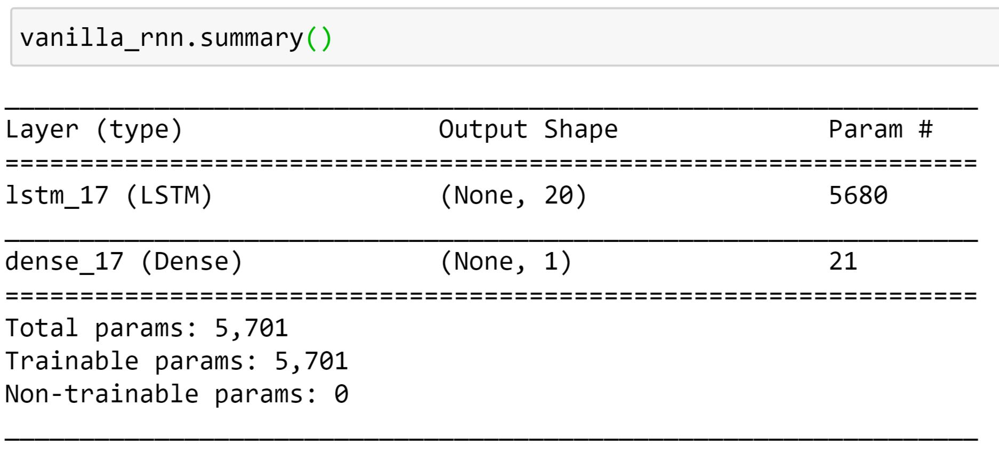 vanilla_rnn.summary()
_________________________________________________________________
Layer (type)                 Output Shape              Param #
=================================================================
lstm_17 (LSTM)               (None, 20)                5680
_________________________________________________________________
dense_17 (Dense)             (None, 1)                 21
=================================================================
Total params: 5,701
Trainable params: 5,701
Non-trainable params: 0
_________________________________________________________________